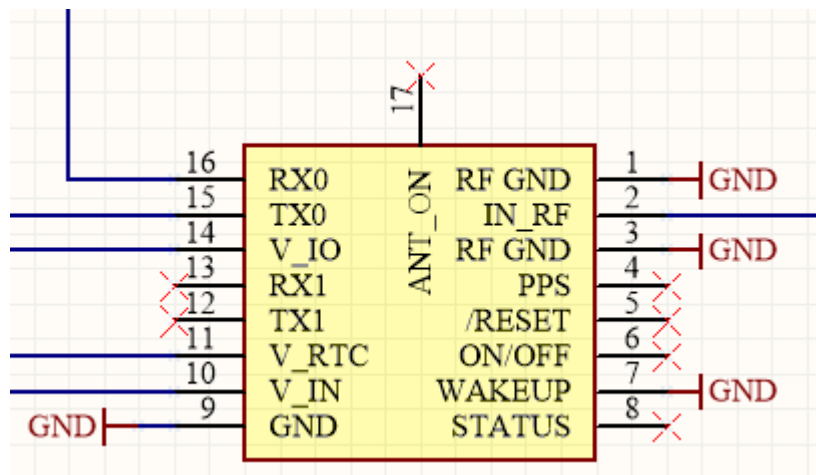 17
ANT_ON
16 RX0 RF GND 1 GND
15 TX0 IN_RF 2
14 V_IO RF GND 3 GND
13 RX1 PPS 4
12 TX1 /RESET 5
11 V_RTC ON/OFF 6
10 V_IN WAKEUP 7 GND
GND 9 GND STATUS 8